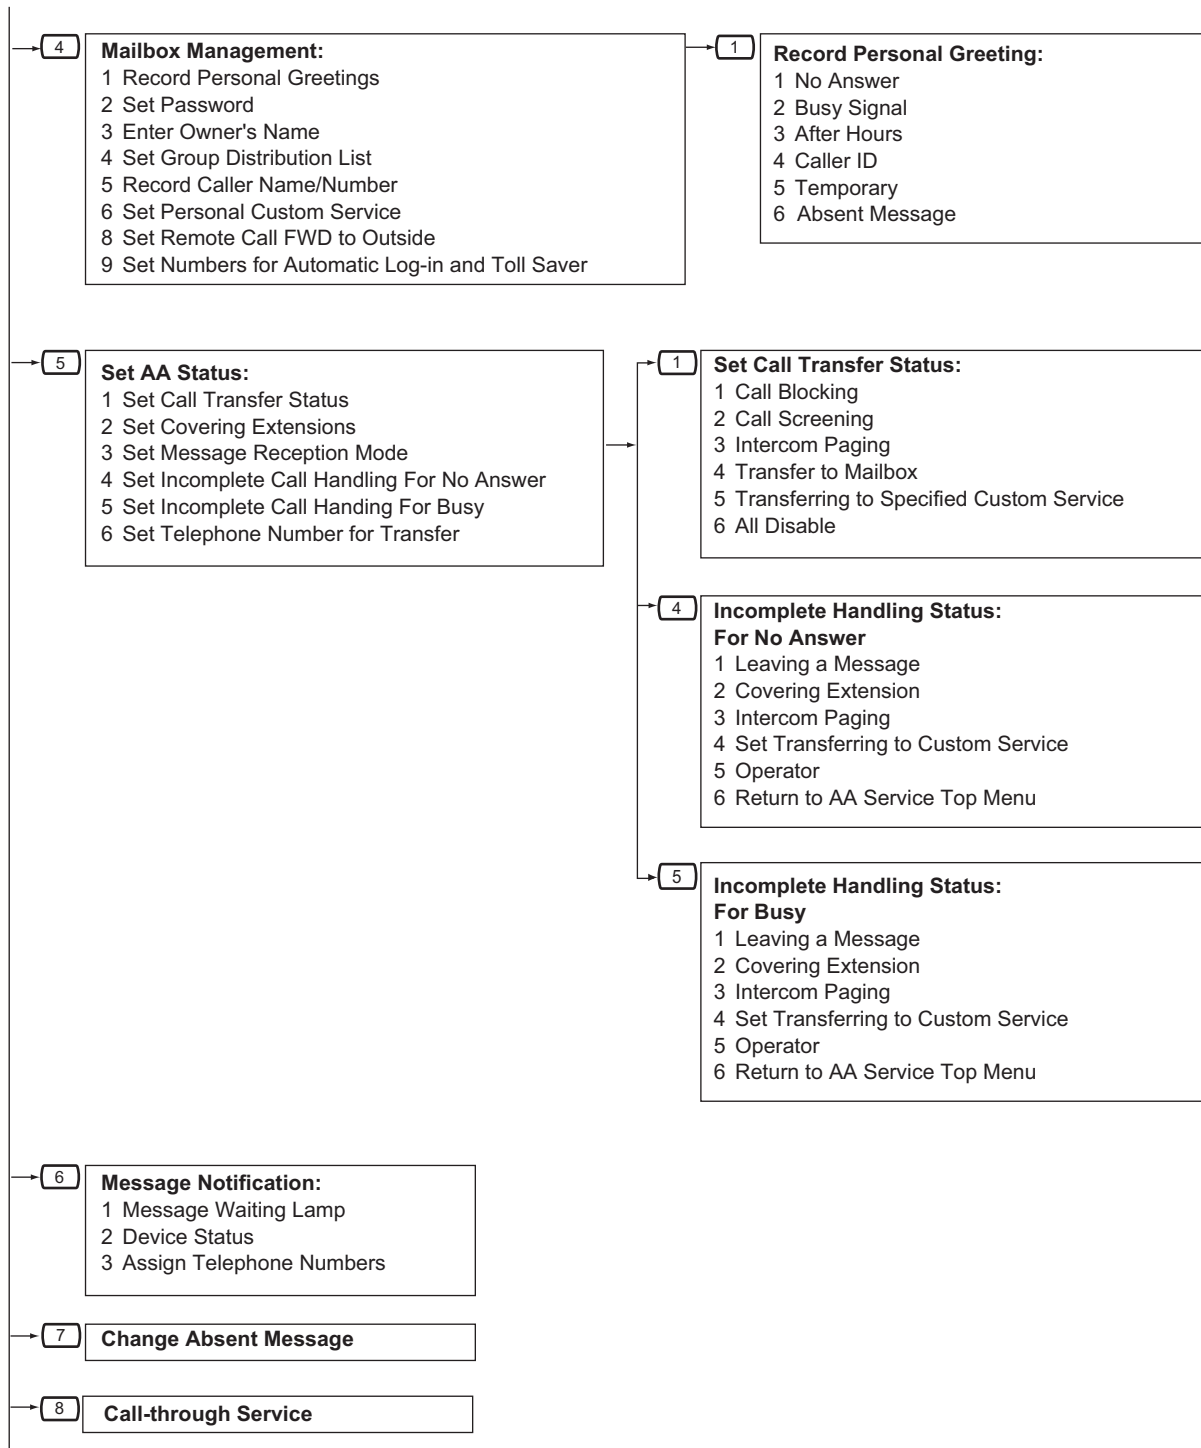 4
Mailbox Management:
1 Record Personal Greetings
2 Set Password
3 Enter Owner's Name
4 Set Group Distribution List
5 Record Caller Name/Number
6 Set Personal Custom Service
8 Set Remote Call FWD to Outside
9 Set Numbers for Automatic Log-in and Toll Saver
1
Record Personal Greeting:
1 No Answer
2 Busy Signal
3 After Hours
4 Caller ID
5 Temporary
6 Absent Message
5
Set AA Status:
1 Set Call Transfer Status
2 Set Covering Extensions
3 Set Message Reception Mode
4 Set Incomplete Call Handling For No Answer
5 Set Incomplete Call Handing For Busy
6 Set Telephone Number for Transfer
1
Set Call Transfer Status:
1 Call Blocking
2 Call Screening
3 Intercom Paging
4 Transfer to Mailbox
5 Transferring to Specified Custom Service
6 All Disable
4
Incomplete Handling Status:
For No Answer
1 Leaving a Message
2 Covering Extension
3 Intercom Paging
4 Set Transferring to Custom Service
5 Operator
6 Return to AA Service Top Menu
5
Incomplete Handling Status:
For Busy
1 Leaving a Message
2 Covering Extension
3 Intercom Paging
4 Set Transferring to Custom Service
5 Operator
6 Return to AA Service Top Menu
6
Message Notification:
1 Message Waiting Lamp
2 Device Status
3 Assign Telephone Numbers
7
Change Absent Message
8
Call-through Service